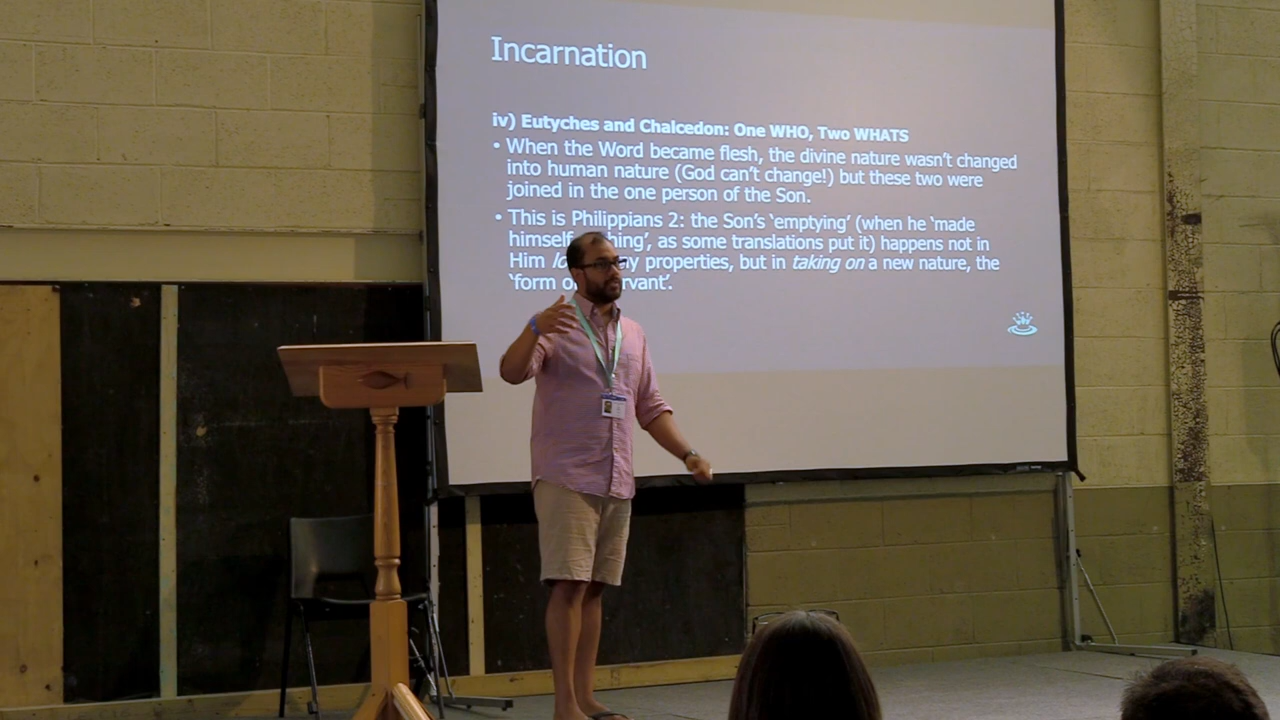 Incarnation
iv) Eutyches and Chalcedon: One WHO, Two WHATS
• When the Word became flesh, the divine nature wasn't changed
into human nature (God can't change!) but these two were
joined in the one person of the Son.
• This is Philippians 2: the Son's 'emptying' (when he 'made
himself', as some translations put it) happens not in
Him properties, but in taking on a new nature, the
'form